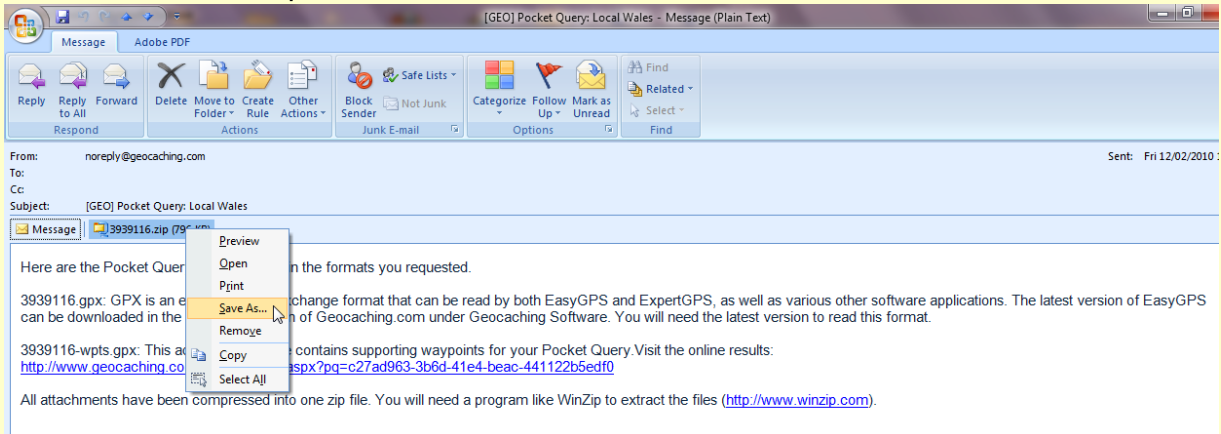 [GEO] Pocket Query: Local Wales - Message (Plain Text)
Message Adobe PDF
Reply Reply to All Forward Delete Move to Folder Create Rule Other Actions Block Sender Safe Lists Not Junk Categorize Follow Up Mark as Unread Find Related Select
Respond Actions Junk E-mail Options Find
From: noreply@geocaching.com Sent: Fri 12/02/2010
To:
Cc:
Subject: [GEO] Pocket Query: Local Wales
Message 3939116.zip
Preview
Open
Print
Save As...
Remove
Copy
Select All
Here are the Pocket Quer n the formats you requested.
3939116.gpx: GPX is an e change format that can be read by both EasyGPS and ExpertGPS, as well as various other software applications. The latest version of EasyGPS
can be downloaded in the n of Geocaching.com under Geocaching Software. You will need the latest version to read this format.
3939116-wpts.gpx: This ad contains supporting waypoints for your Pocket Query.Visit the online results:
http://www.geocaching.co aspx?pq=c27ad963-3b6d-41e4-beac-441122b5edf0
All attachments have been compressed into one zip file. You will need a program like WinZip to extract the files (http://www.winzip.com).